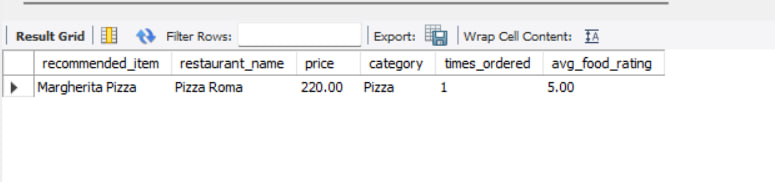 Result Grid Filter Rows: Export: Wrap Cell Content: IA
recommended_item restaurant_name price category times_ordered avg_food_rating
Margherita Pizza Pizza Roma 220.00 Pizza 1 5.00